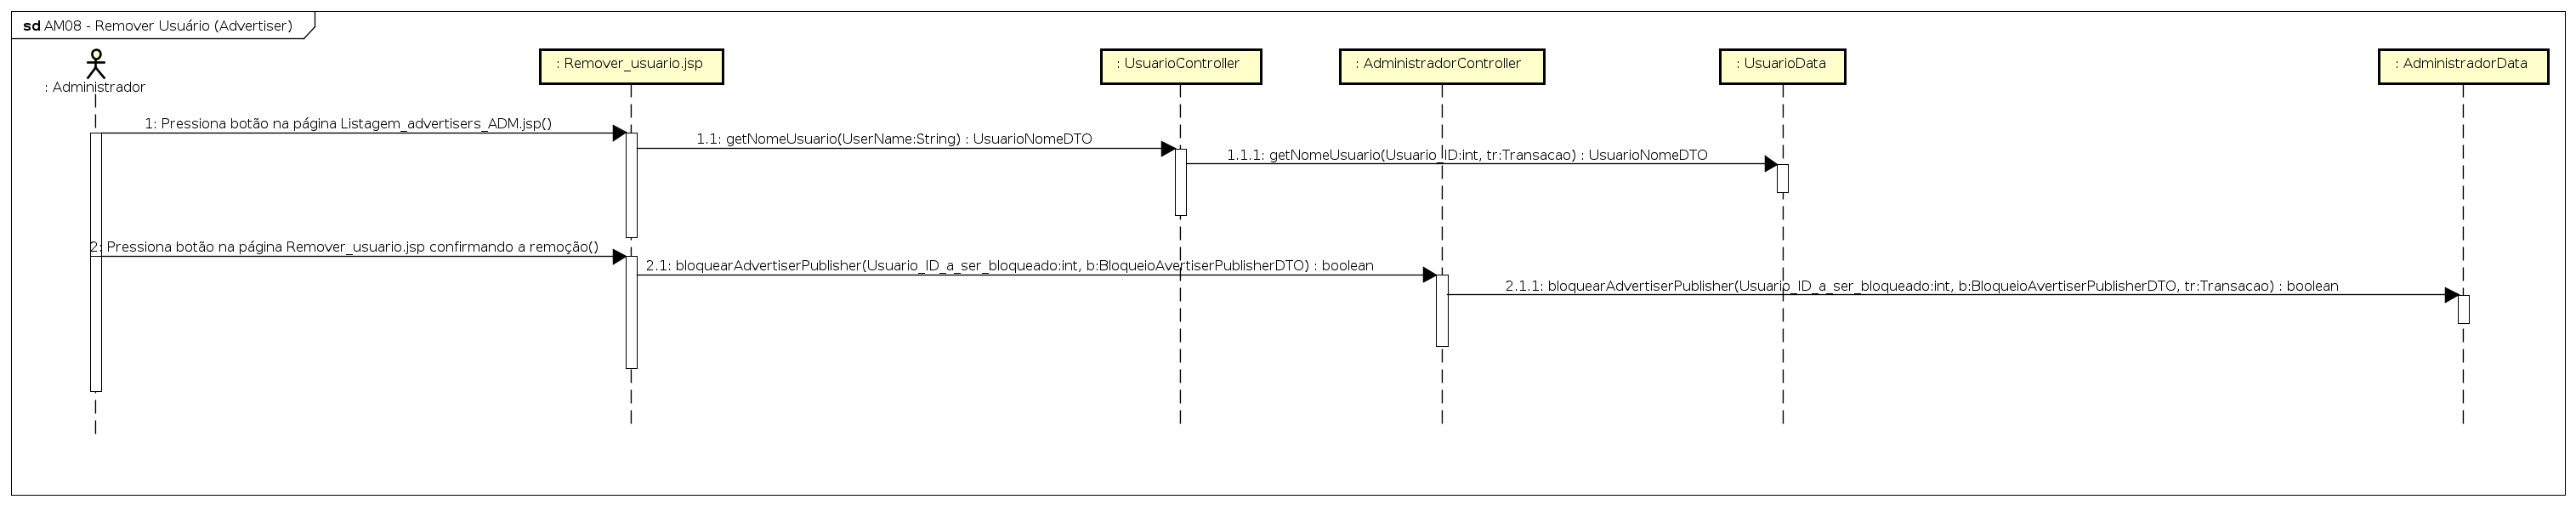 sd AM08 - Remover Usuário (Advertiser)
: Administrador
: Remover_usuario.jsp
: UsuarioController
: AdministradorController
: UsuarioData
: AdministradorData
1: Pressiona botão na página Listagem_advertisers_ADM.jsp()
1.1: getNomeUsuario(UserName:String) : UsuarioNomeDTO
1.1.1: getNomeUsuario(Usuario_ID:int, tr:Transacao) : UsuarioNomeDTO
2: Pressiona botão na página Remover_usuario.jsp confirmando a remoção()
2.1: bloquearAdvertiserPublisher(Usuario_ID_a_ser_bloqueado:int, b:BloqueioAvertiserPublisherDTO) : boolean
2.1.1: bloquearAdvertiserPublisher(Usuario_ID_a_ser_bloqueado:int, b:BloqueioAvertiserPublisherDTO, tr:Transacao) : boolean